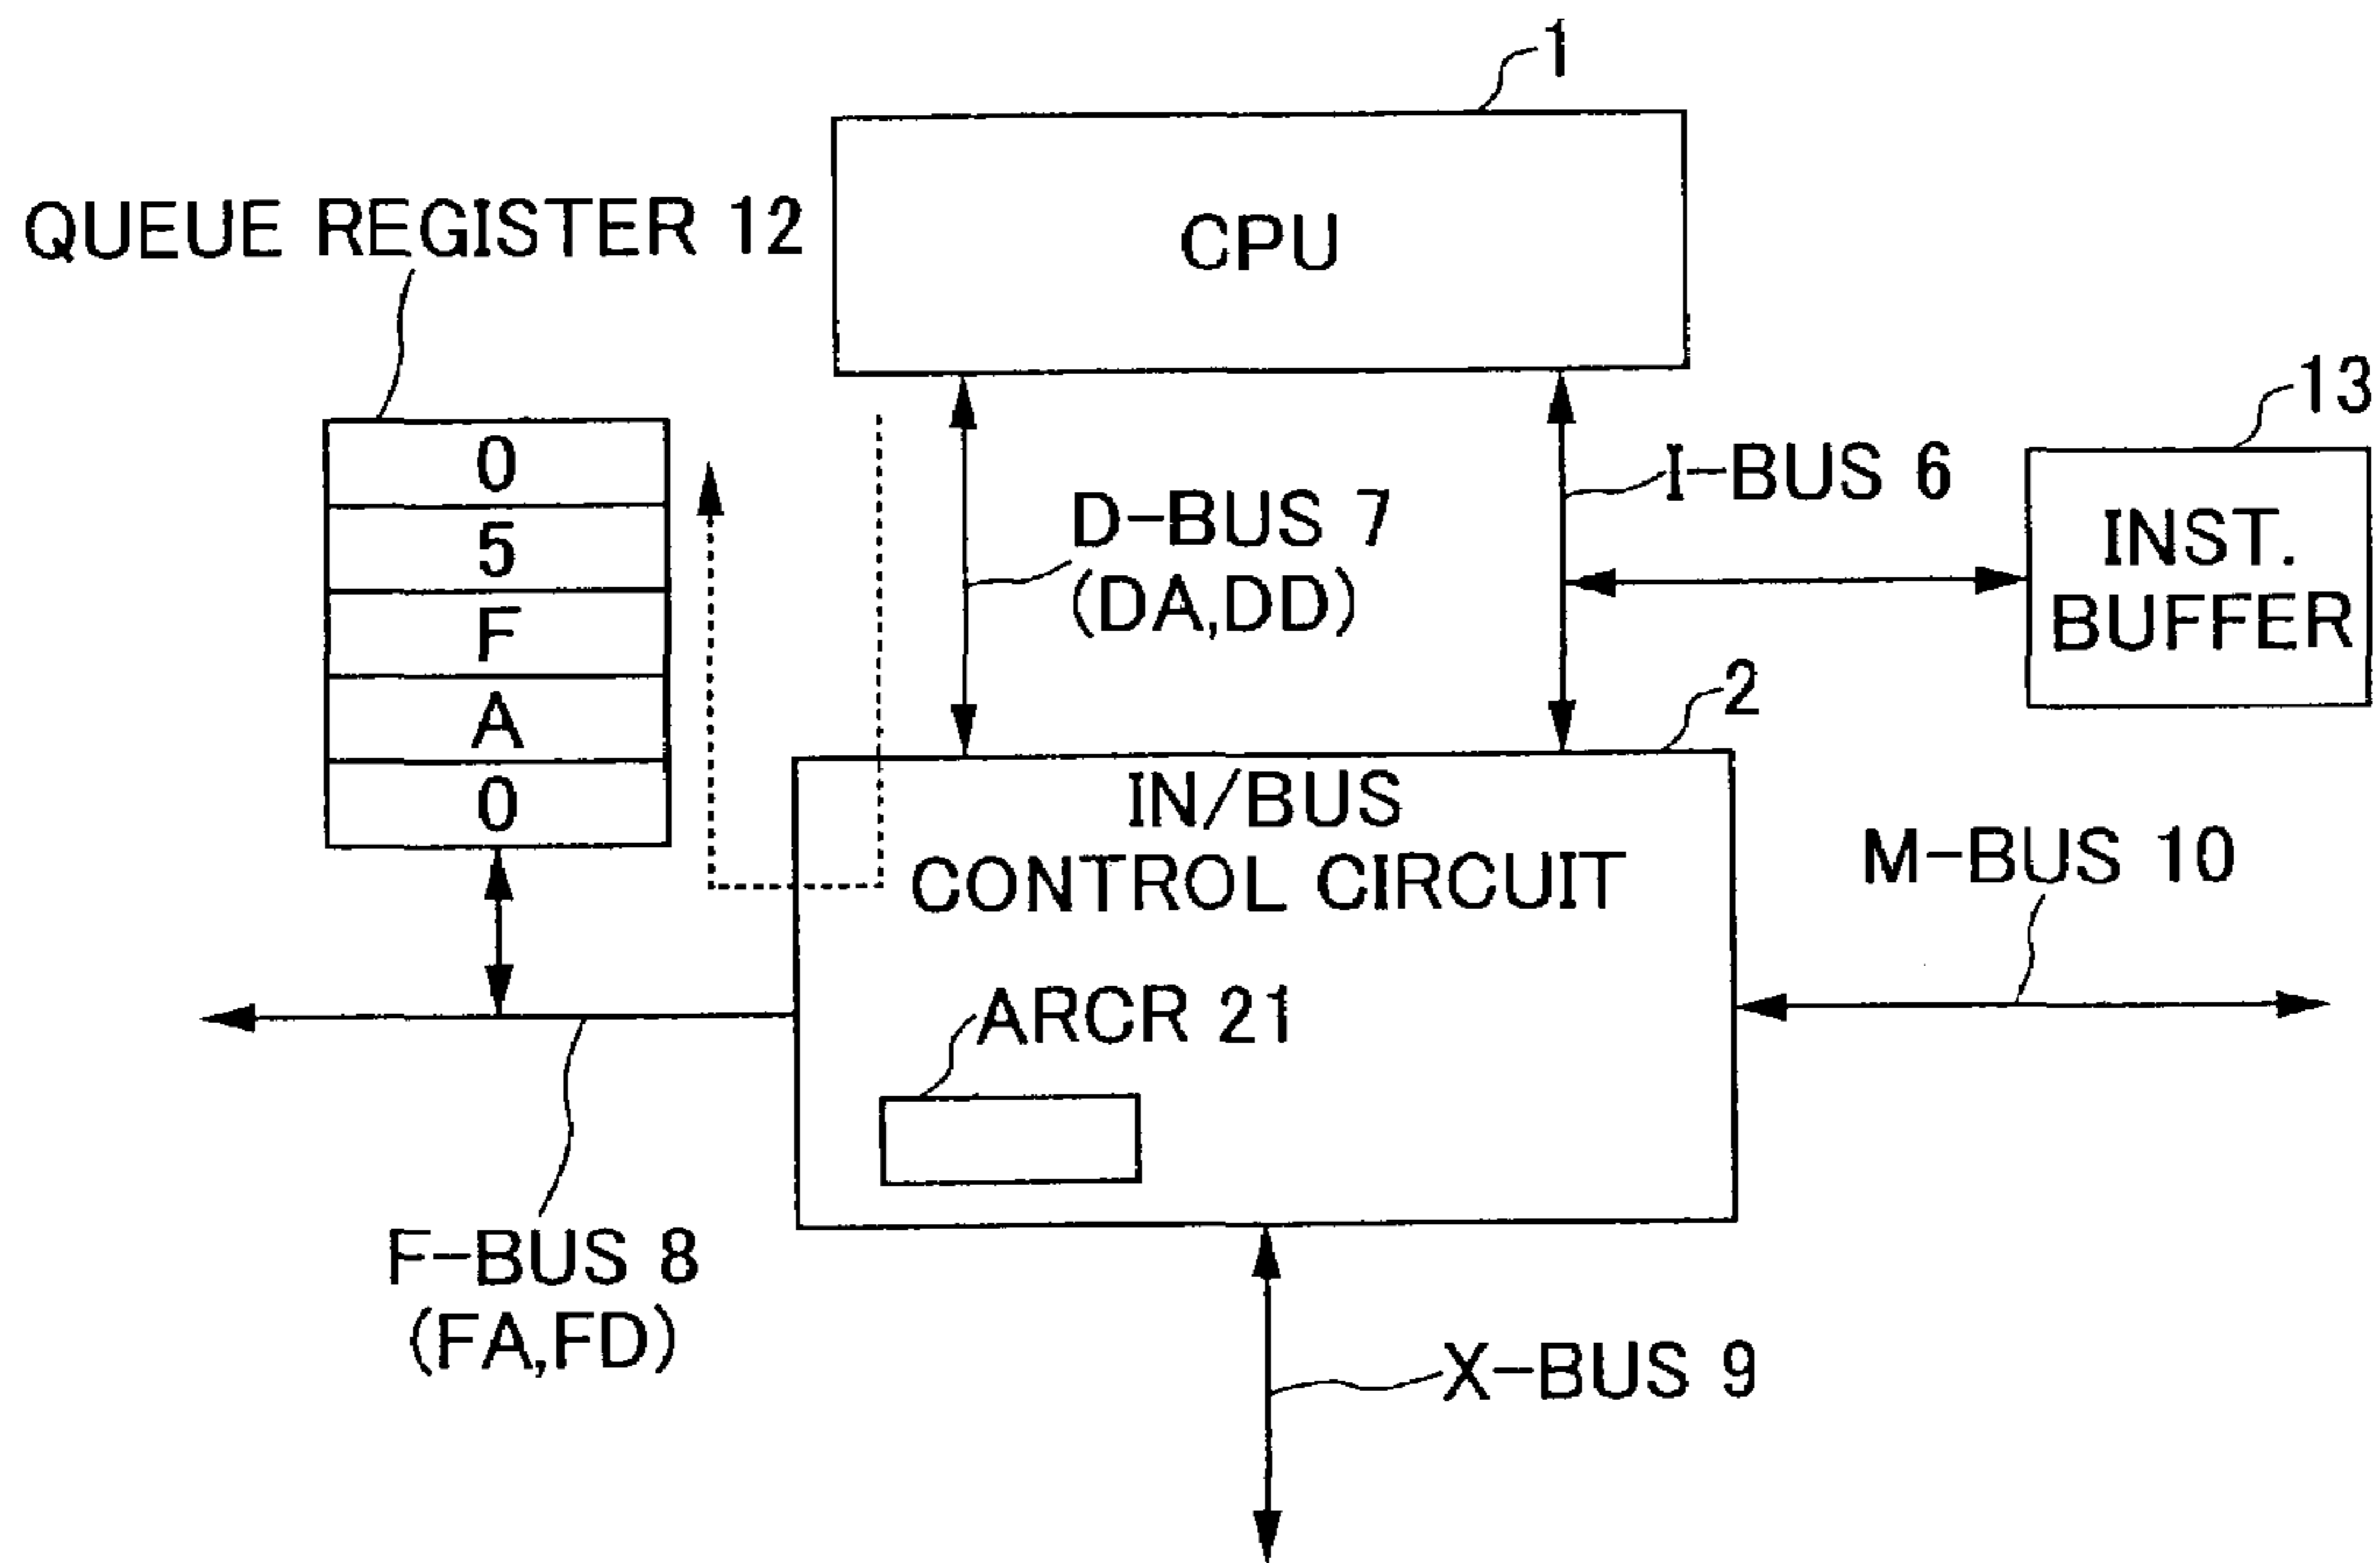 1
CPU
QUEUE REGISTER 12
0
5
F
A
0
D-BUS 7
(DA,DD)
I-BUS 6
13
INST.
BUFFER
2
IN/BUS
CONTROL CIRCUIT
ARCR 21
M-BUS 10
F-BUS 8
(FA,FD)
X-BUS 9